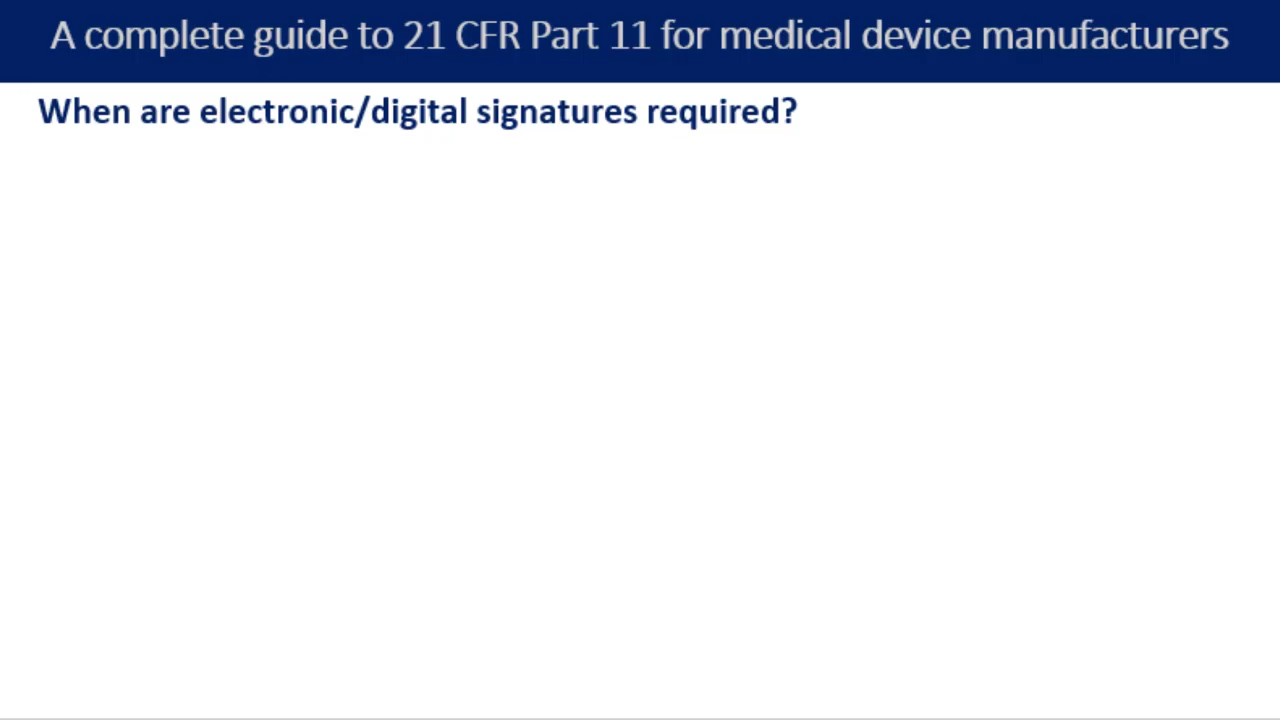 A complete guide to 21 CFR Part 11 for medical device manufacturers
When are electronic/digital signatures required?